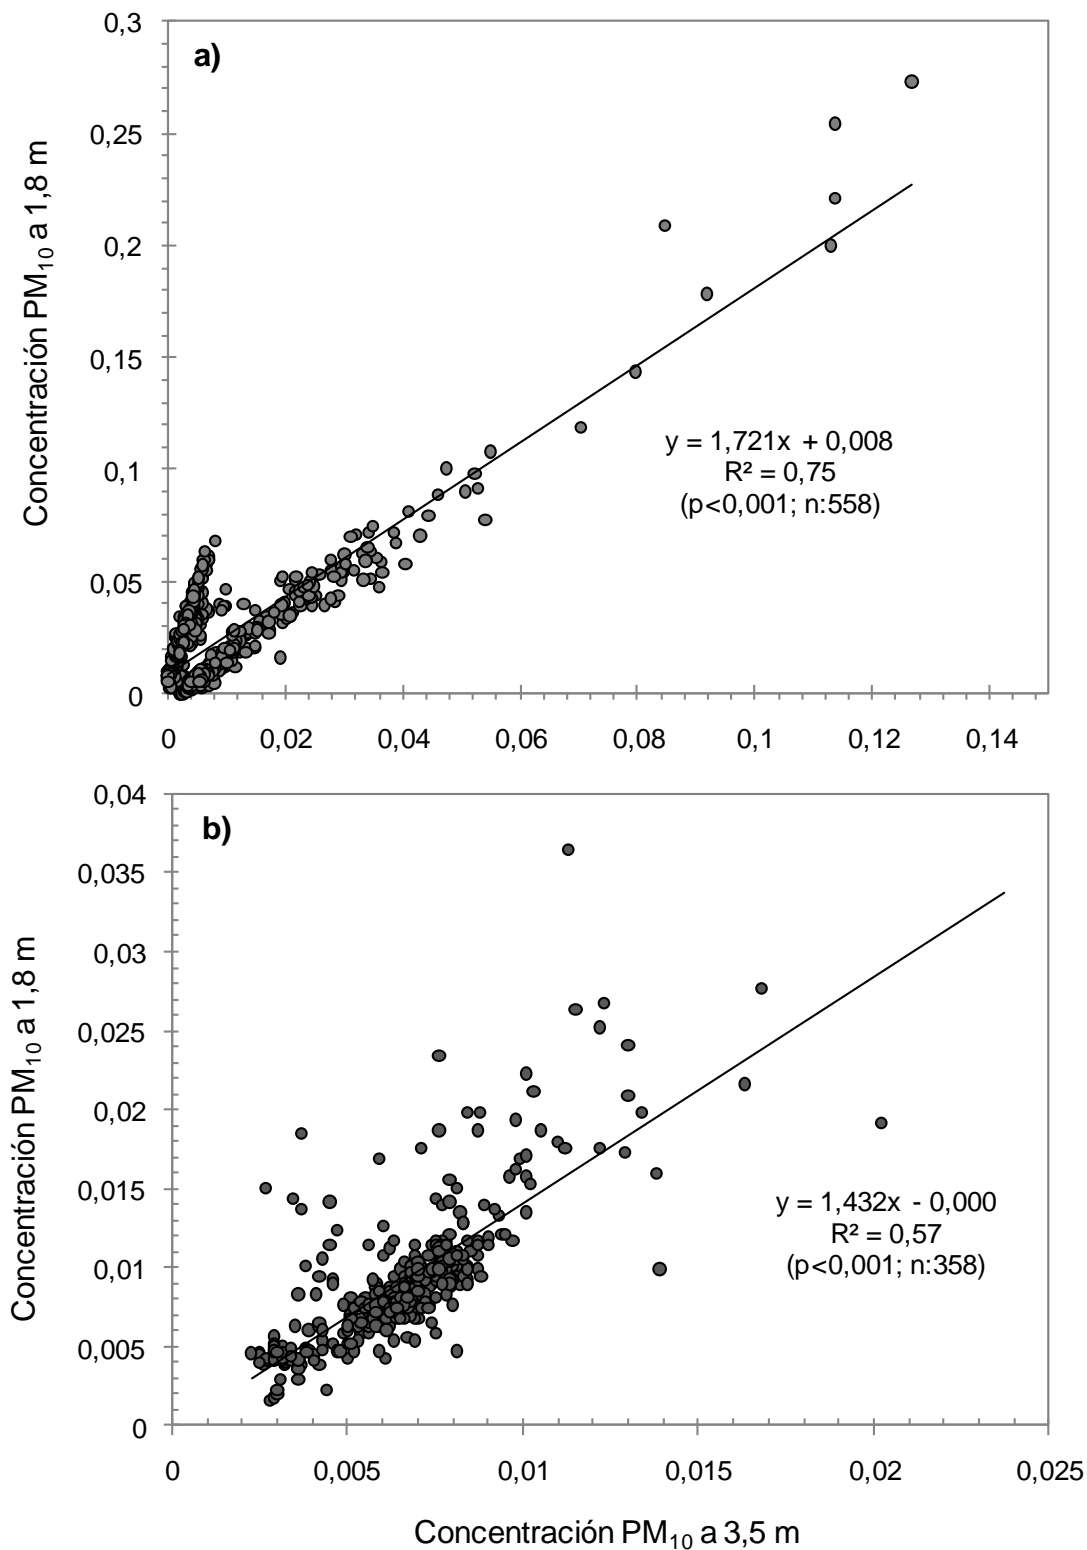 a)
Concentración PM₁₀ a 1,8 m
0,3
0,25
0,2
0,15
0,1
0,05
0
y = 1,721x + 0,008
R² = 0,75
(p<0,001; n:558)
0 0,02 0,04 0,06 0,08 0,1 0,12 0,14
b)
Concentración PM₁₀ a 1,8 m
0,04
0,035
0,03
0,025
0,02
0,015
0,01
0,005
0
y = 1,432x - 0,000
R² = 0,57
(p<0,001; n:358)
0 0,005 0,01 0,015 0,02 0,025
Concentración PM₁₀ a 3,5 m